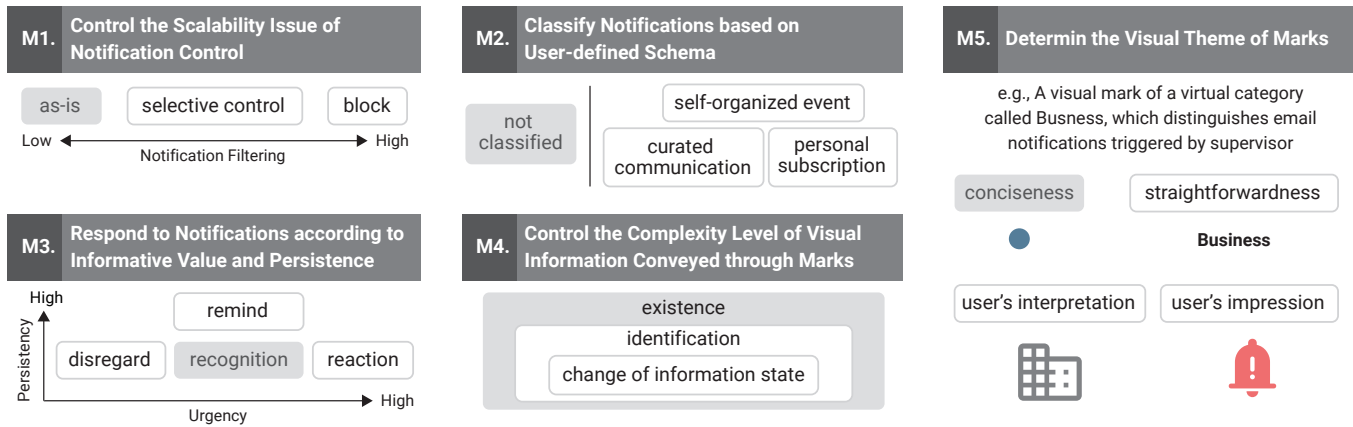 M1. Control the Scalability Issue of
Notification Control
as-is selective control block
Low High
Notification Filtering
M2. Classify Notifications based on
User-defined Schema
not
classified
self-organized event
curated
communication
personal
subscription
M3. Respond to Notifications according to
Informative Value and Persistence
High
Persistency
remind
disregard recognition reaction
High
Urgency
M4. Control the Complexity Level of Visual
Information Conveyed through Marks
existence
identification
change of information state
M5. Determin the Visual Theme of Marks
e.g., A visual mark of a virtual category
called Busness, which distinguishes email
notifications triggered by supervisor
conciseness straightforwardness
Business
user's interpretation user's impression